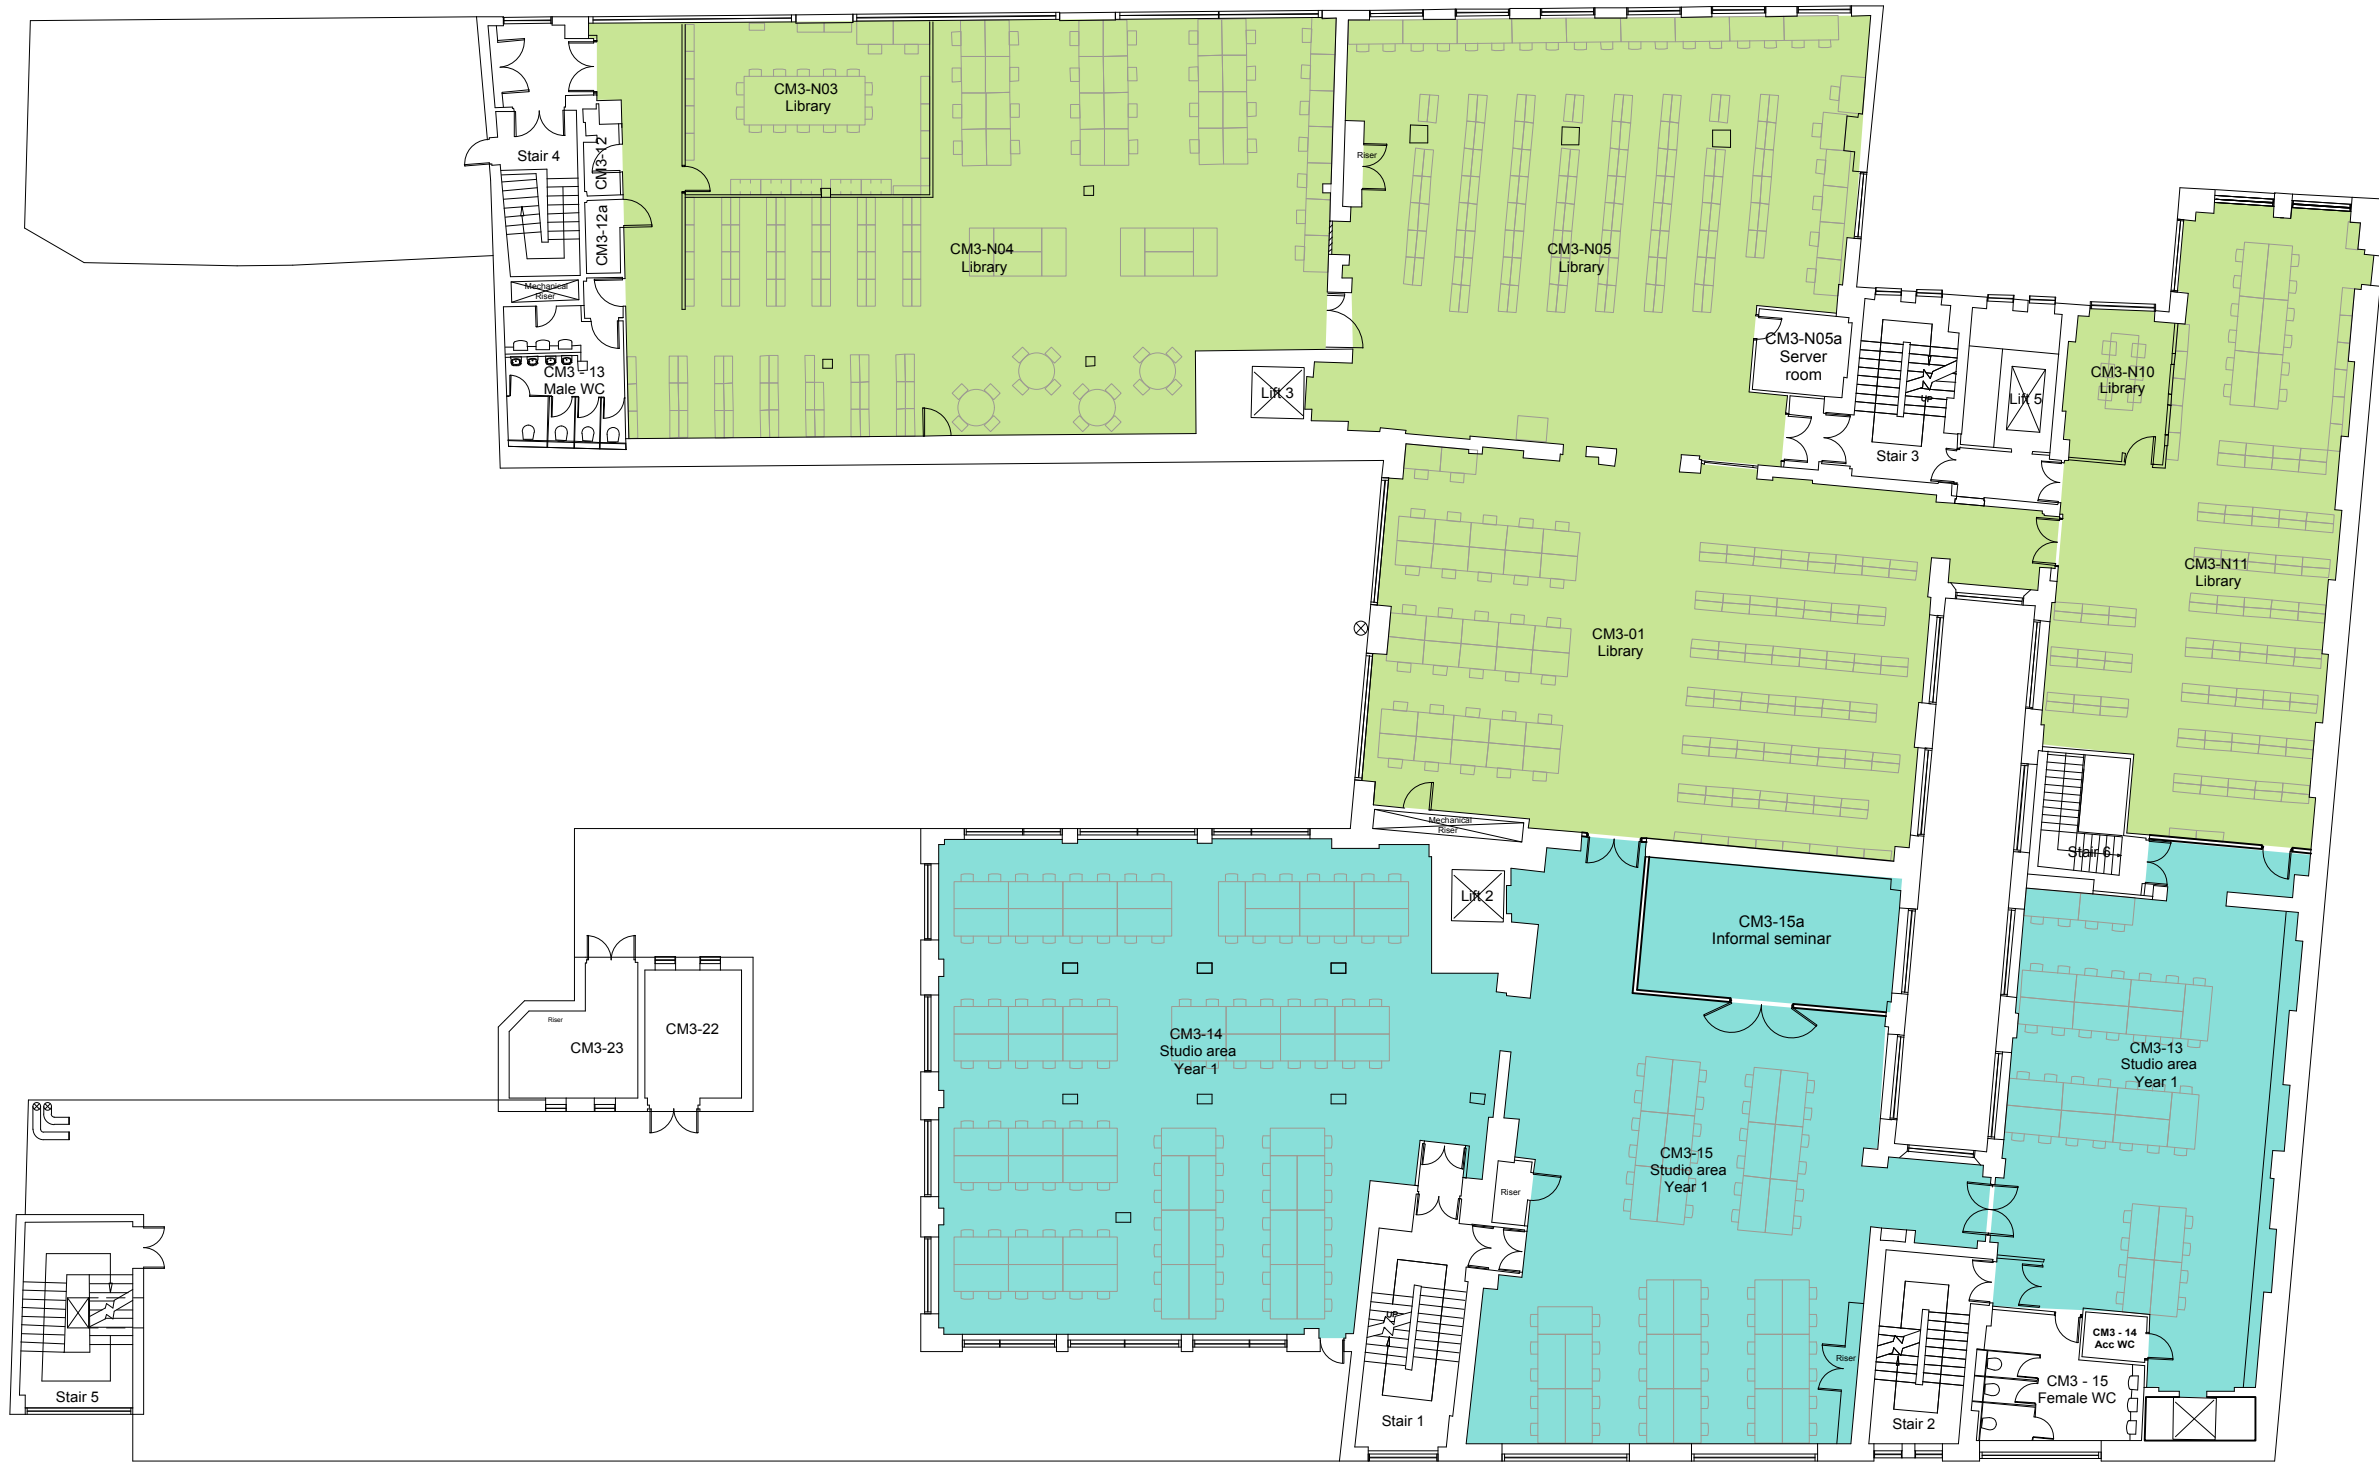 CM3-N03
Library
Stair 4
CM3-12
CM3-12a
Riser
CM3-N04
Library
CM3-N05
Library
Mechanical
Riser
CM3 - 13
Male WC
Lift 3
CM3-N05a
Server
room
UP
Lift 5
CM3-N10
Library
Stair 3
CM3-N11
Library
CM3-01
Library
Mechanical
Riser
Stair 6
Lift 2
CM3-15a
Informal seminar
Riser
CM3-23
CM3-22
CM3-14
Studio area
Year 1
CM3-13
Studio area
Year 1
CM3-15
Studio area
Year 1
Riser
UP
CM3 - 14
Acc WC
Riser
CM3 - 15
Female WC
Stair 5
Stair 1
Stair 2